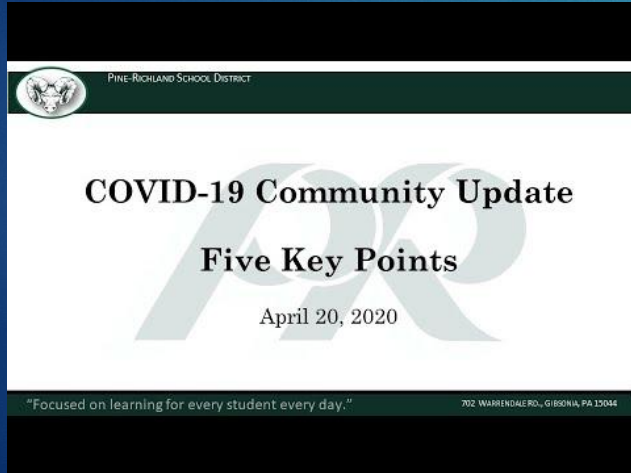 PINE-RICHLAND SCHOOL DISTRICT
COVID-19 Community Update
Five Key Points
April 20, 2020
"Focused on learning for every student every day."
702 WARRENDALE RD., GIBSONIA, PA 15044